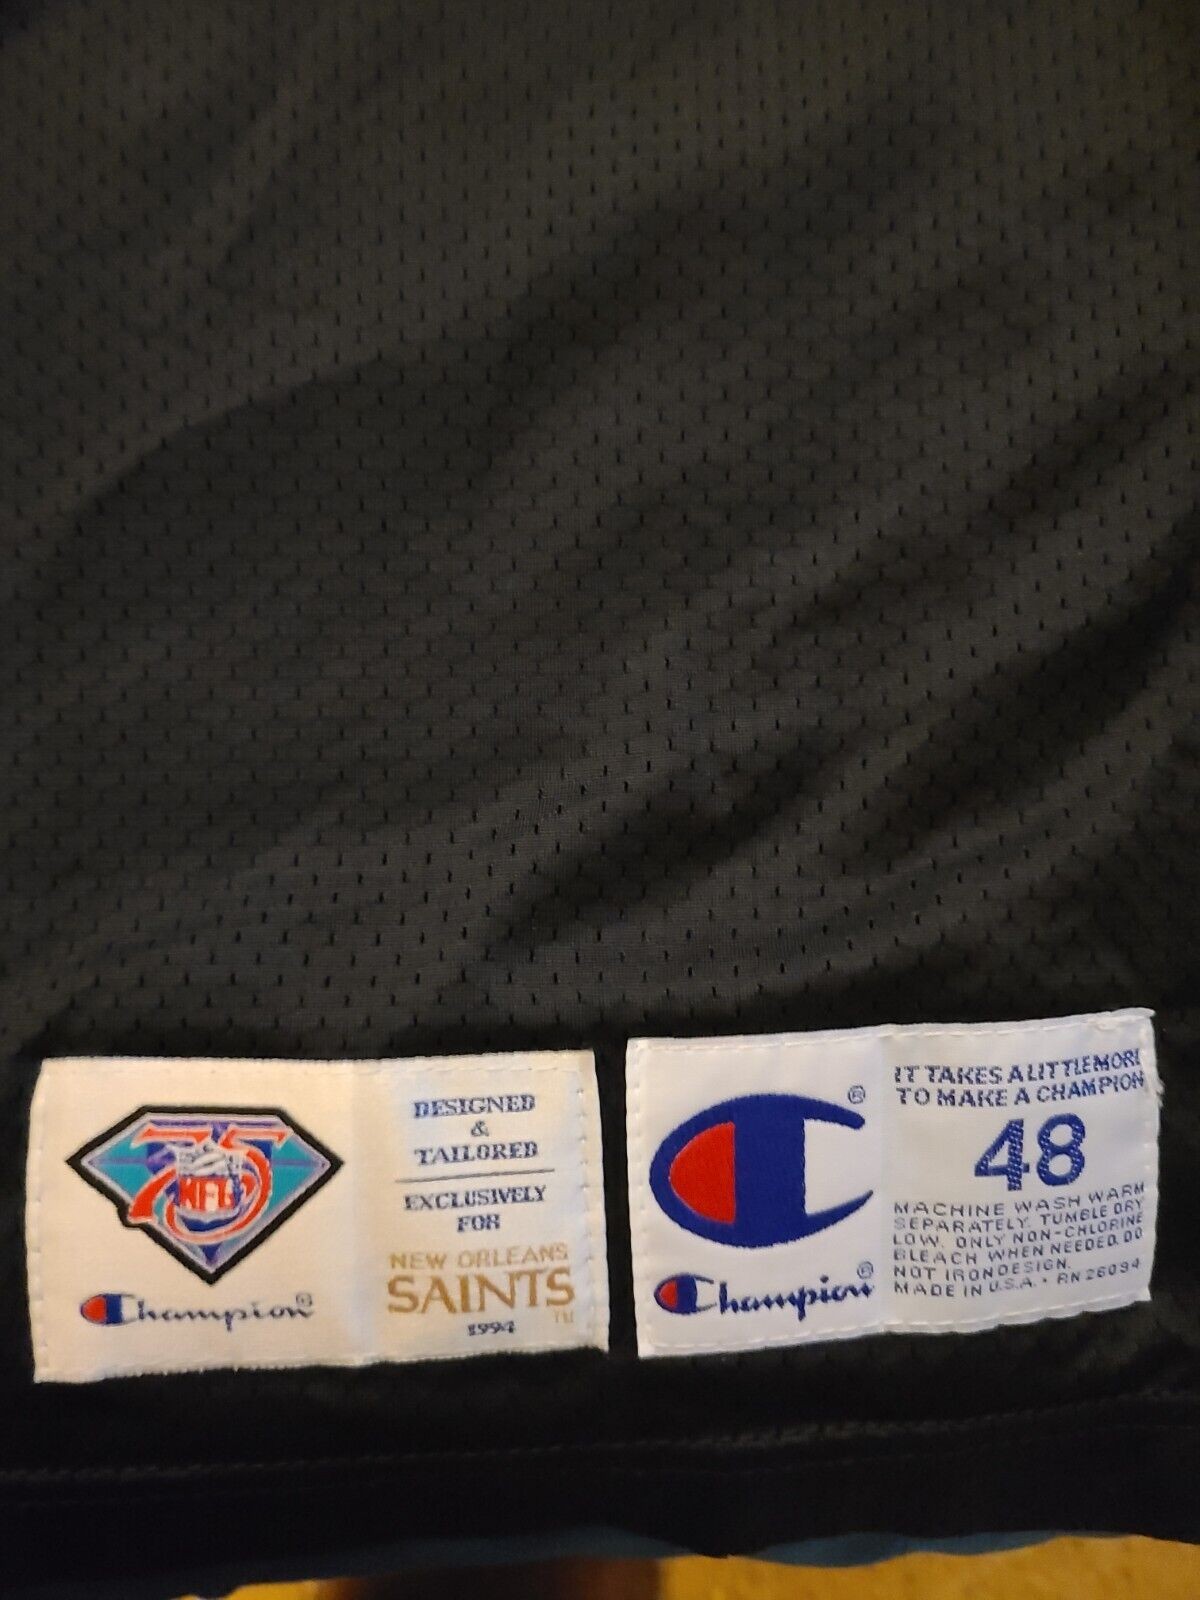 75
NFL
Champion®
DESIGNED
&
TAILORED
EXCLUSIVELY
FOR
NEW ORLEANS
SAINTS
TM
1994
®
Champion®
IT TAKES A LITTLE MORE
TO MAKE A CHAMPION
48
MACHINE WASH WARM
SEPARATELY. TUMBLE DRY
LOW. ONLY NON-CHLORINE
BLEACH WHEN NEEDED. DO
NOT IRON DESIGN.
MADE IN U.S.A. • RN 26094